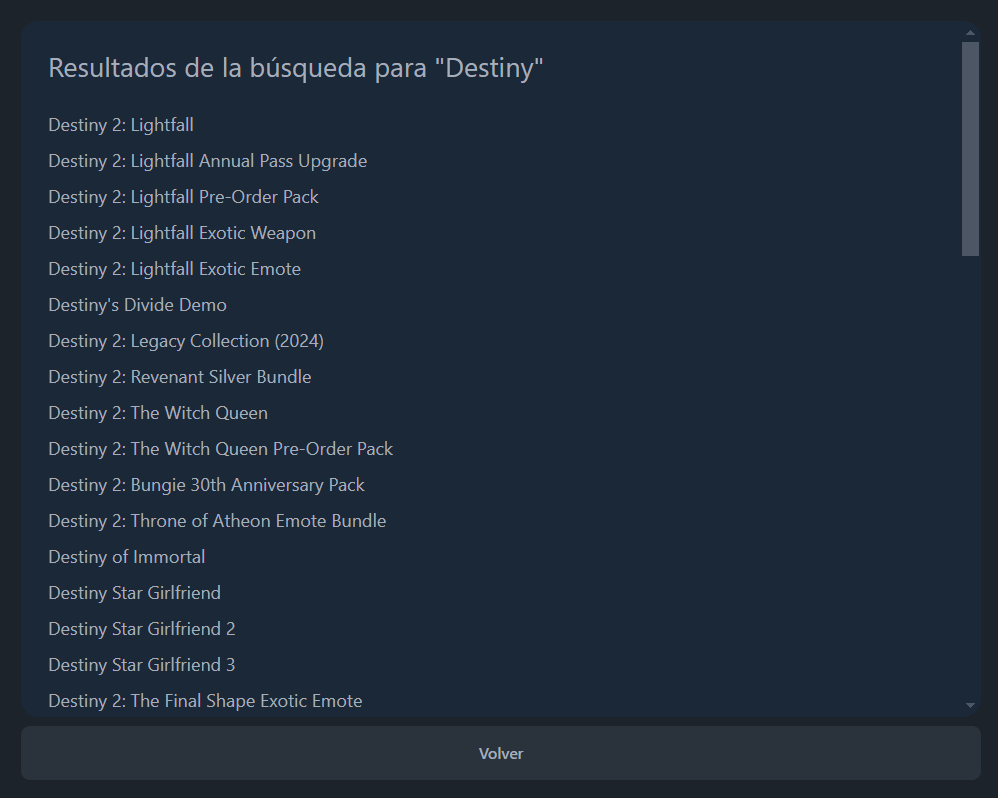 Resultados de la búsqueda para "Destiny"
Destiny 2: Lightfall
Destiny 2: Lightfall Annual Pass Upgrade
Destiny 2: Lightfall Pre-Order Pack
Destiny 2: Lightfall Exotic Weapon
Destiny 2: Lightfall Exotic Emote
Destiny's Divide Demo
Destiny 2: Legacy Collection (2024)
Destiny 2: Revenant Silver Bundle
Destiny 2: The Witch Queen
Destiny 2: The Witch Queen Pre-Order Pack
Destiny 2: Bungie 30th Anniversary Pack
Destiny 2: Throne of Atheon Emote Bundle
Destiny of Immortal
Destiny Star Girlfriend
Destiny Star Girlfriend 2
Destiny Star Girlfriend 3
Destiny 2: The Final Shape Exotic Emote
Volver